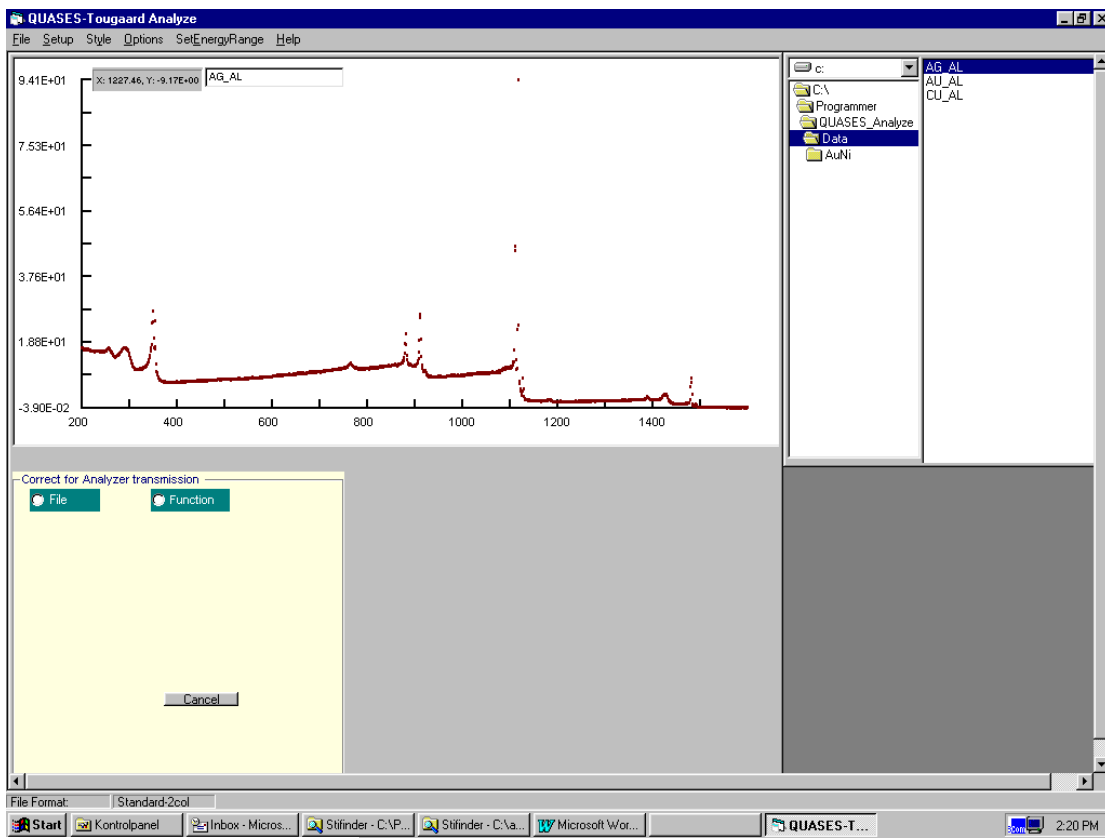 QUASES-Tougaard Analyze
File Setup Style Options SetEnergyRange Help
X: 1227.46, Y: -9.17E+00
AG_AL
9.41E+01
7.53E+01
5.64E+01
3.76E+01
1.88E+01
-3.90E-02
200 400 600 800 1000 1200 1400
c:
C:\
Programmer
QUASES_Analyze
Data
AuNi
AG_AL
AU_AL
CU_AL
Correct for Analyzer transmission
File Function
Cancel
File Format: Standard-2col
Start Kontrolpanel Inbox - Micros... Stifinder - C:\P... Stifinder - C:\a... Microsoft Wor... QUASES-T... 2:20 PM